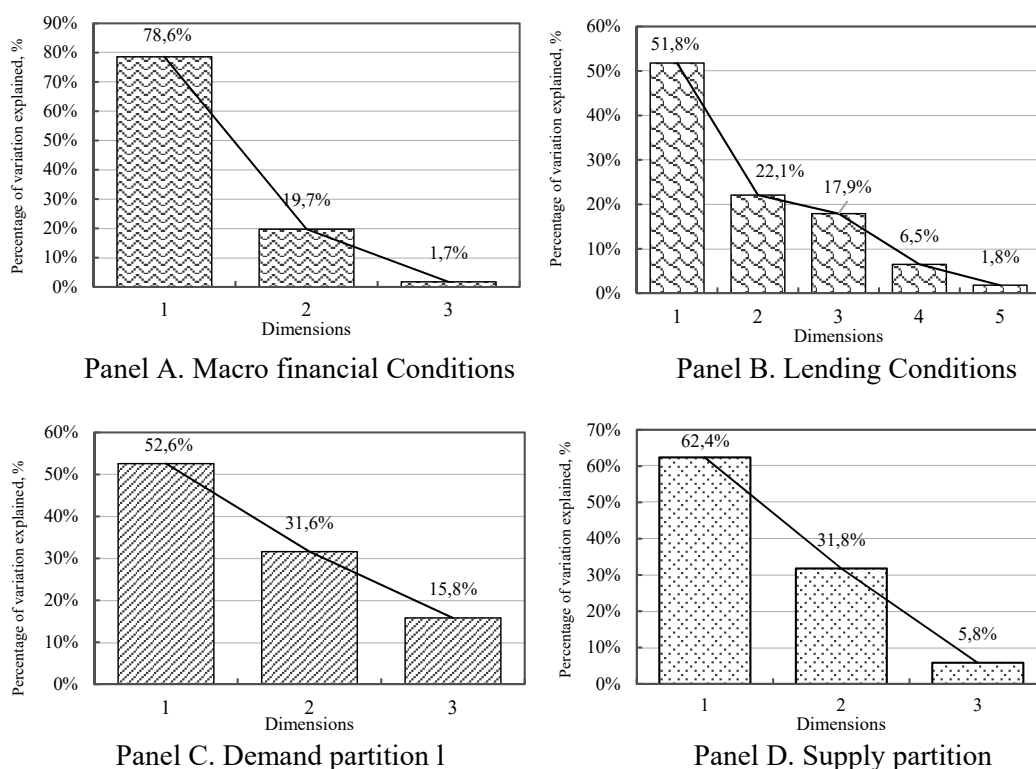 Percentage of variation explained, %
90%
80%
70%
60%
50%
40%
30%
20%
10%
0%
78,6%
19,7%
1,7%
1 2 3
Dimensions
Panel A. Macro financial Conditions
Percentage of variation explained, %
60%
50%
40%
30%
20%
10%
0%
51,8%
22,1%
17,9%
6,5%
1,8%
1 2 3 4 5
Dimensions
Panel B. Lending Conditions
Percentage of variation explained, %
60%
50%
40%
30%
20%
10%
0%
52,6%
31,6%
15,8%
1 2 3
Dimensions
Panel C. Demand partition l
Percentage of variation explained, %
70%
60%
50%
40%
30%
20%
10%
0%
62,4%
31,8%
5,8%
1 2 3
Dimensions
Panel D. Supply partition